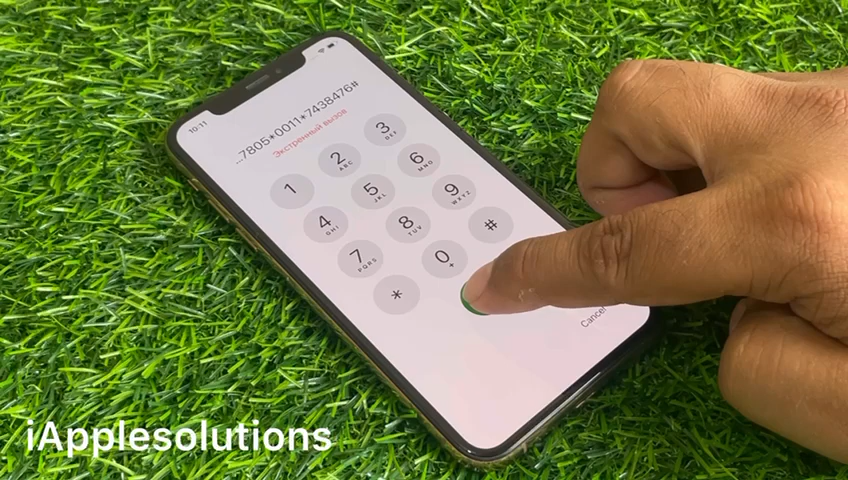 10:11
...7805*0011*7438476#
Экстренный вызов
1
2
ABC
3
DEF
4
GHI
5
JKL
6
MNO
7
PQRS
8
TUV
9
WXYZ
*
0
+
#
Cancel
iApplesolutions